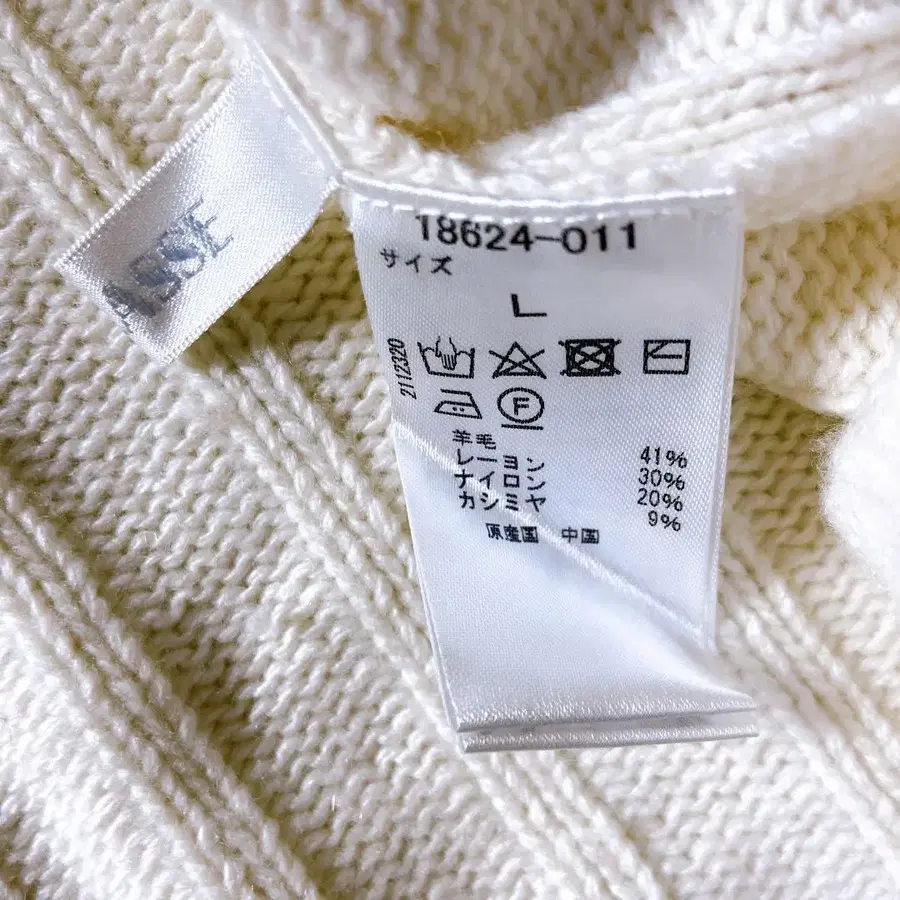 18624-011
サイズ
L
2112320
F
羊毛 41%
レーヨン 30%
ナイロン 20%
カシミヤ 9%
原産国 中国